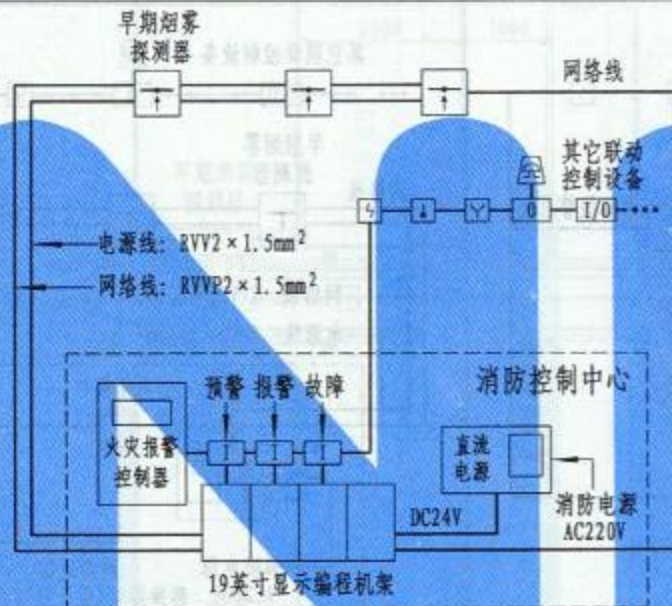 早期烟雾
探测器
网络线
其它联动
控制设备
O
I/O
电源线: RVV2×1.5mm²
网络线: RVVP2×1.5mm²
消防控制中心
预警 报警 故障
火灾报警
控制器
直流
电源
消防电源
AC220V
DC24V
19英寸显示编程机架